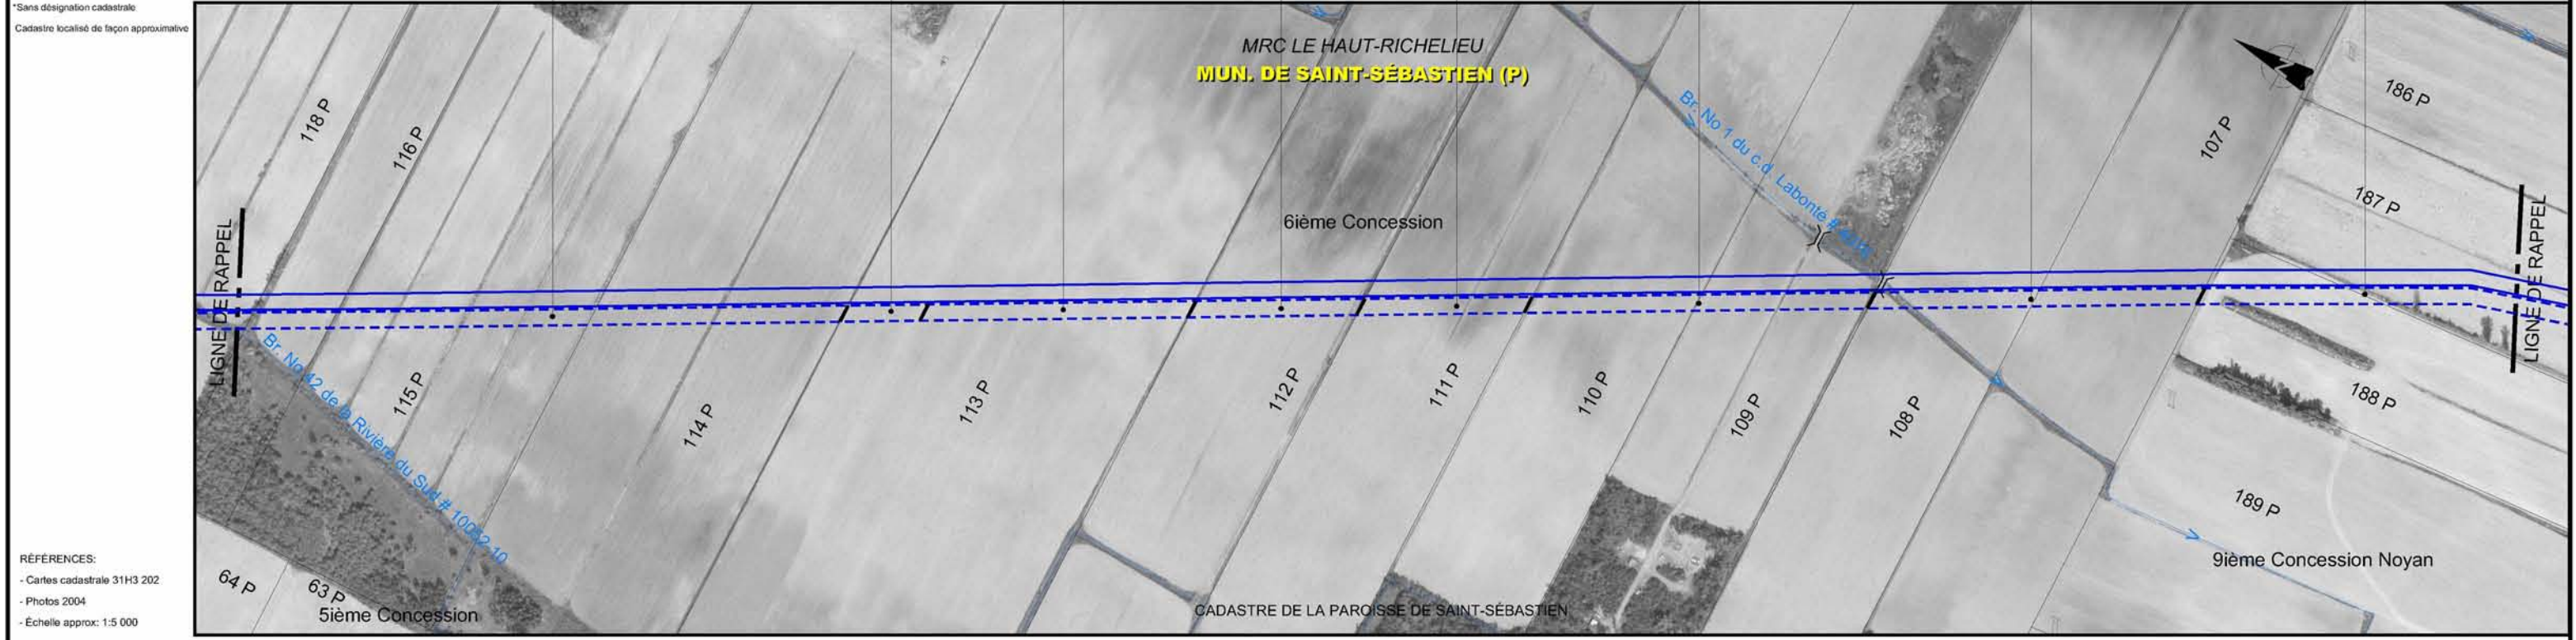 *Sans désignation cadastrale
Cadastre localisé de façon approximative
MRC LE HAUT-RICHELIEU
MUN. DE SAINT-SÉBASTIEN (P)
118 P
116 P
186 P
107 P
187 P
Br. No 1 du c.d. Labonté #
6ième Concession
LIGNE DE RAPPEL
LIGNE DE RAPPEL
Br. No 42 de la Rivière du Sud # 10052-10
115 P
114 P
113 P
112 P
111 P
110 P
109 P
108 P
188 P
189 P
9ième Concession Noyan
64 P
63 P
5ième Concession
CADASTRE DE LA PAROISSE DE SAINT-SÉBASTIEN
RÉFÉRENCES:
- Cartes cadastrale 31H3 202
- Photos 2004
- Échelle approx: 1:5 000